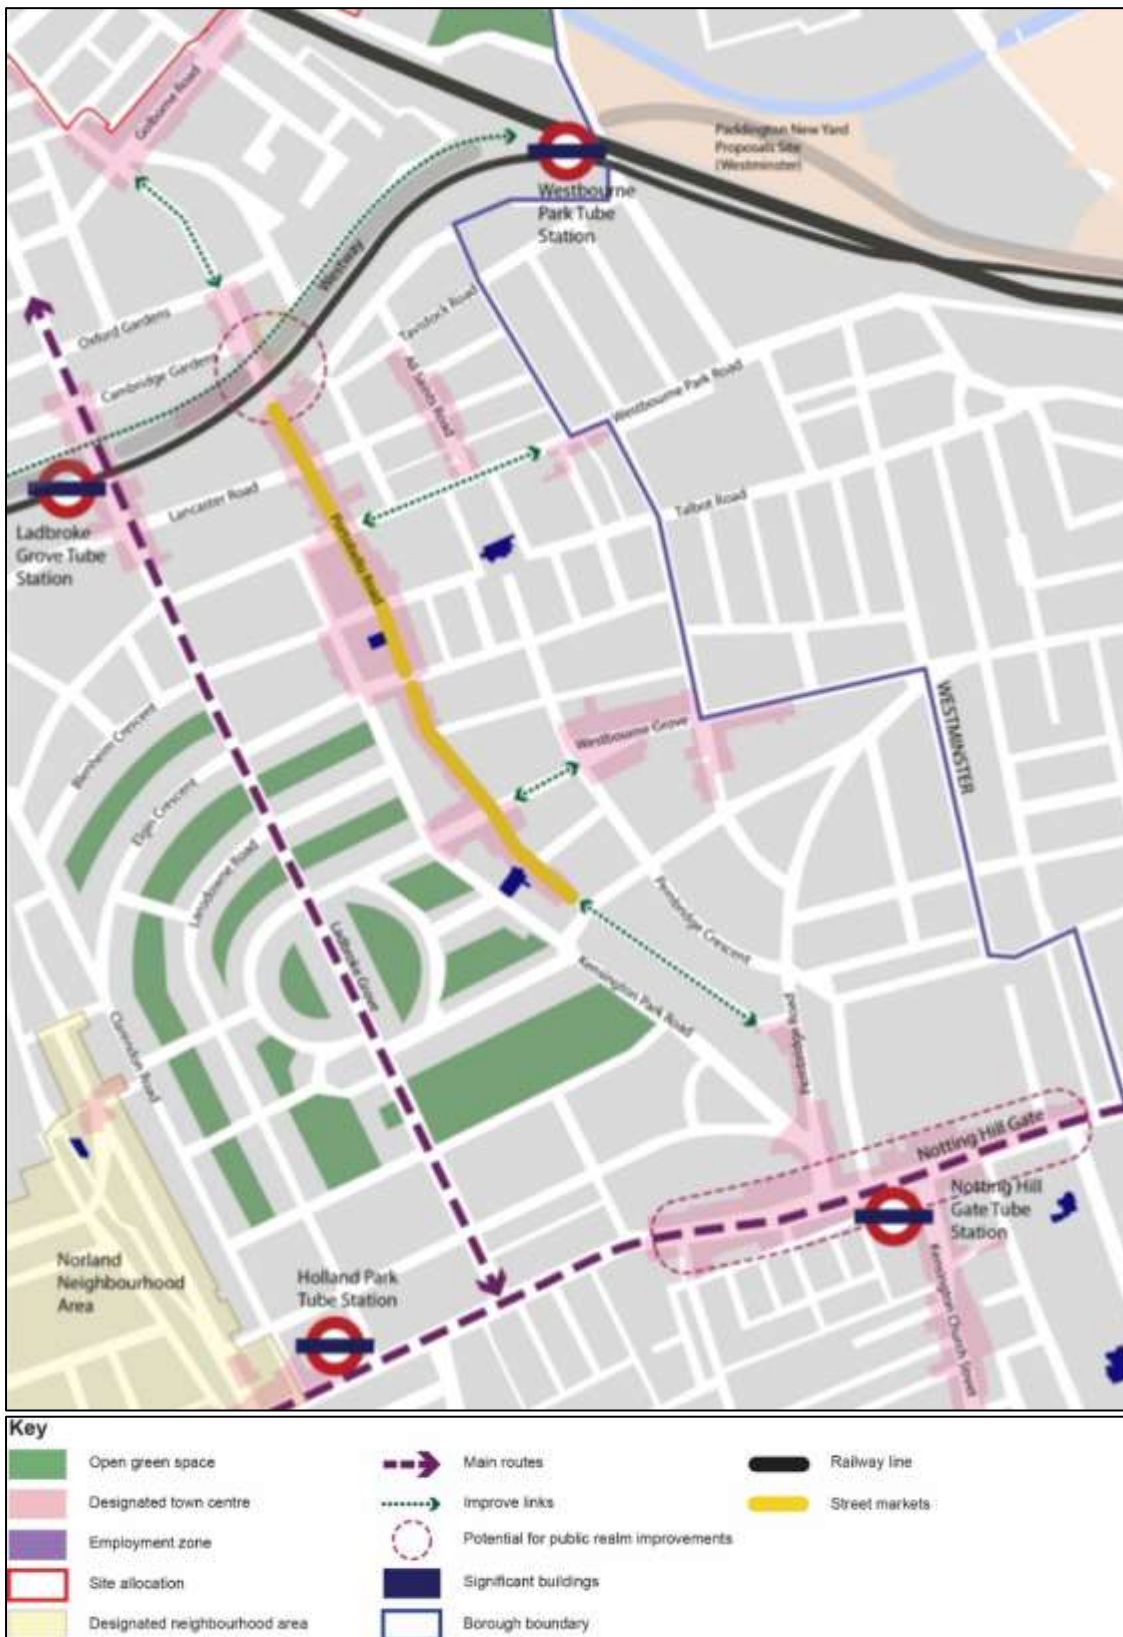 Golborne Road
Paddington New Yard
Proposals Site
(Westminster)
Westbourne
Park Tube
Station
Westway
Oxford Gardens
Tavistock Road
Cambridge Gardens
All Saints Road
Westbourne Park Road
Lancaster Road
Talbot Road
Ladbroke
Grove Tube
Station
Portobello Road
WESTMINSTER
Blenheim Crescent
Westbourne Grove
Elgin Crescent
Lansdowne Road
Ladbroke Grove
Pembridge Crescent
Kensington Park Road
Clarendon Road
Pembridge Road
Notting Hill Gate
Notting Hill
Gate Tube
Station
Norland
Neighbourhood
Area
Holland Park
Tube Station
Kensington Church Street
Key
Open green space
Main routes
Railway line
Designated town centre
Improve links
Street markets
Employment zone
Potential for public realm improvements
Site allocation
Significant buildings
Designated neighbourhood area
Borough boundary